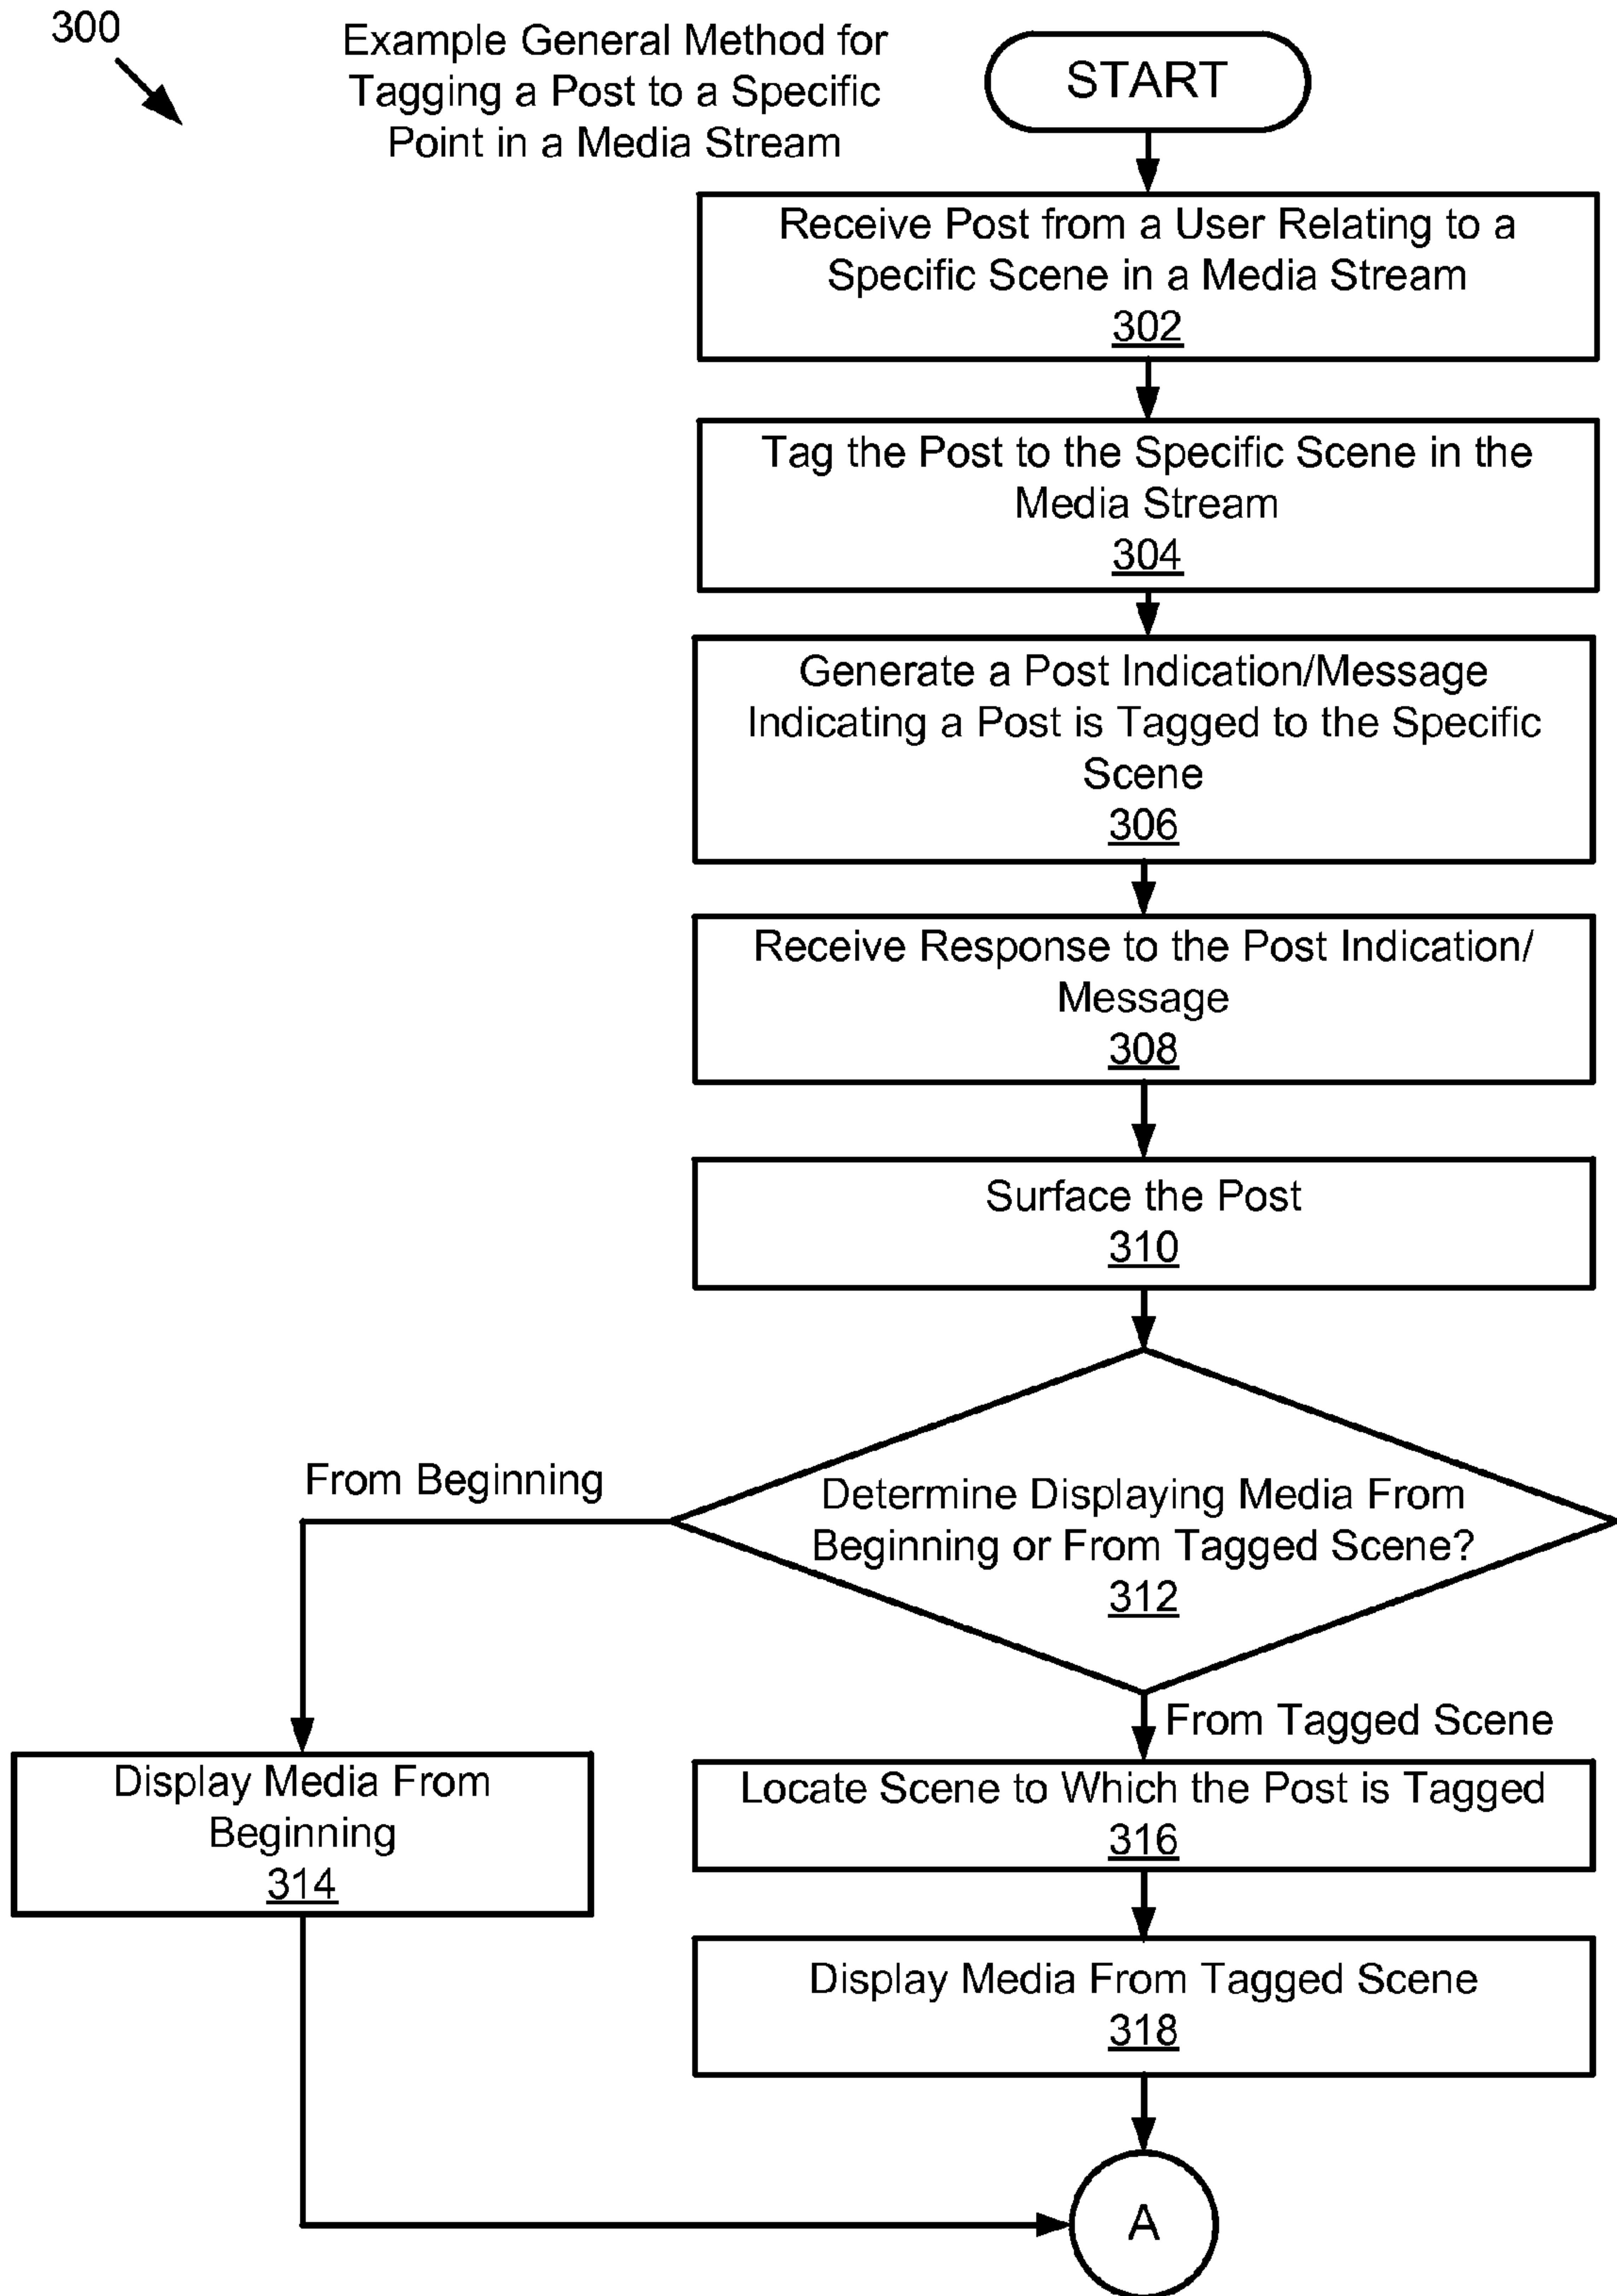 300
Example General Method for
Tagging a Post to a Specific
Point in a Media Stream
START
Receive Post from a User Relating to a
Specific Scene in a Media Stream
302
Tag the Post to the Specific Scene in the
Media Stream
304
Generate a Post Indication/Message
Indicating a Post is Tagged to the Specific
Scene
306
Receive Response to the Post Indication/
Message
308
Surface the Post
310
Determine Displaying Media From
Beginning or From Tagged Scene?
312
From Beginning
From Tagged Scene
Display Media From
Beginning
314
Locate Scene to Which the Post is Tagged
316
Display Media From Tagged Scene
318
A